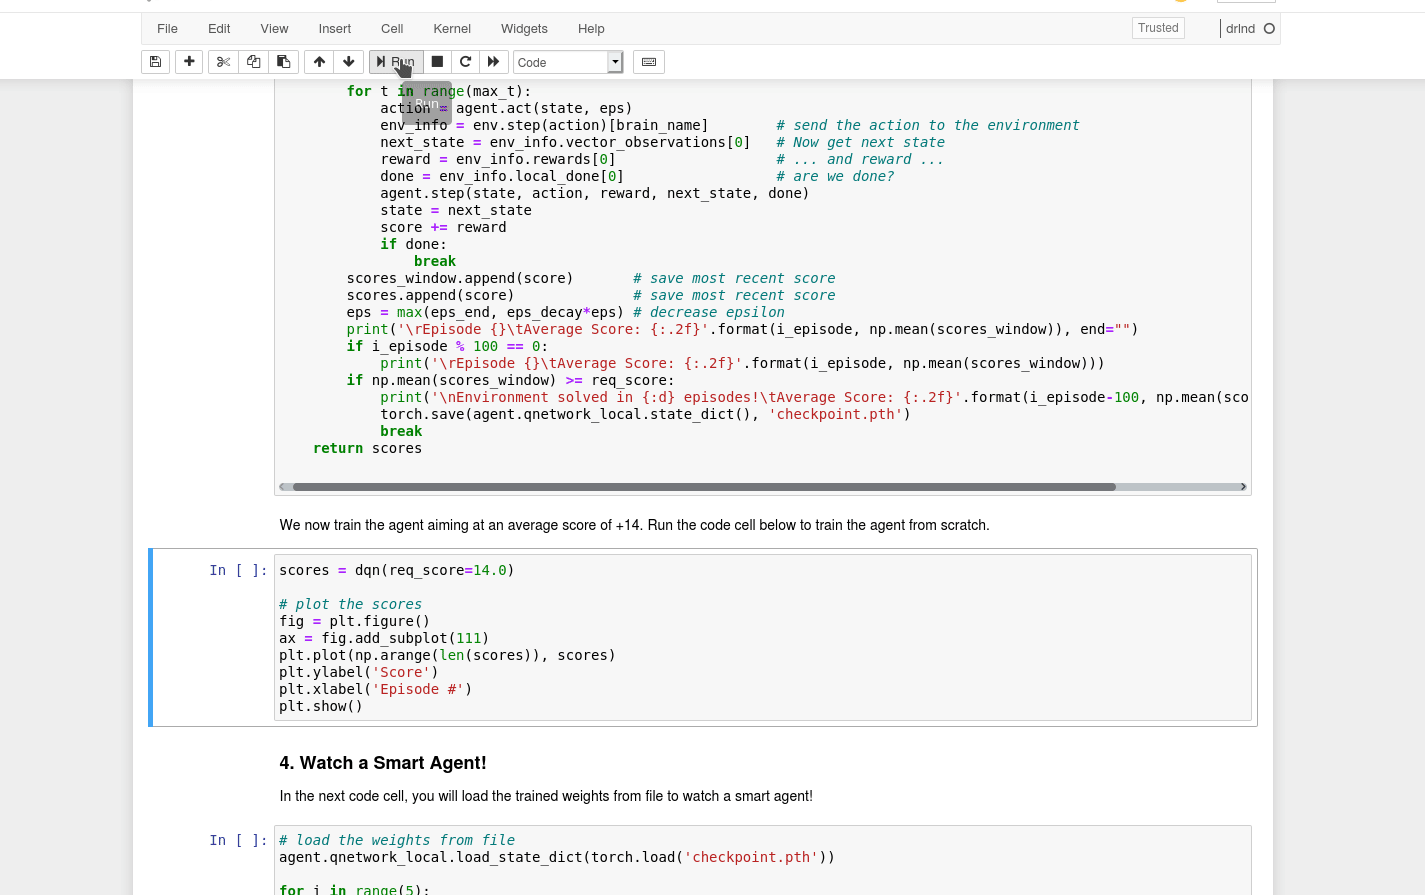 File Edit View Insert Cell Kernel Widgets Help Trusted drlnd
Run Code
Run
for t in range(max_t):
action = agent.act(state, eps)
env_info = env.step(action)[brain_name] # send the action to the environment
next_state = env_info.vector_observations[0] # Now get next state
reward = env_info.rewards[0] # ... and reward ...
done = env_info.local_done[0] # are we done?
agent.step(state, action, reward, next_state, done)
state = next_state
score += reward
if done:
break
scores_window.append(score) # save most recent score
scores.append(score) # save most recent score
eps = max(eps_end, eps_decay*eps) # decrease epsilon
print('\rEpisode {}\tAverage Score: {:.2f}'.format(i_episode, np.mean(scores_window)), end="")
if i_episode % 100 == 0:
print('\rEpisode {}\tAverage Score: {:.2f}'.format(i_episode, np.mean(scores_window)))
if np.mean(scores_window) >= req_score:
print('\nEnvironment solved in {:d} episodes!\tAverage Score: {:.2f}'.format(i_episode-100, np.mean(sco
torch.save(agent.qnetwork_local.state_dict(), 'checkpoint.pth')
break
return scores
We now train the agent aiming at an average score of +14. Run the code cell below to train the agent from scratch.
In [ ]: scores = dqn(req_score=14.0)
# plot the scores
fig = plt.figure()
ax = fig.add_subplot(111)
plt.plot(np.arange(len(scores)), scores)
plt.ylabel('Score')
plt.xlabel('Episode #')
plt.show()
4. Watch a Smart Agent!
In the next code cell, you will load the trained weights from file to watch a smart agent!
In [ ]: # load the weights from file
agent.qnetwork_local.load_state_dict(torch.load('checkpoint.pth'))
for i in range(5):